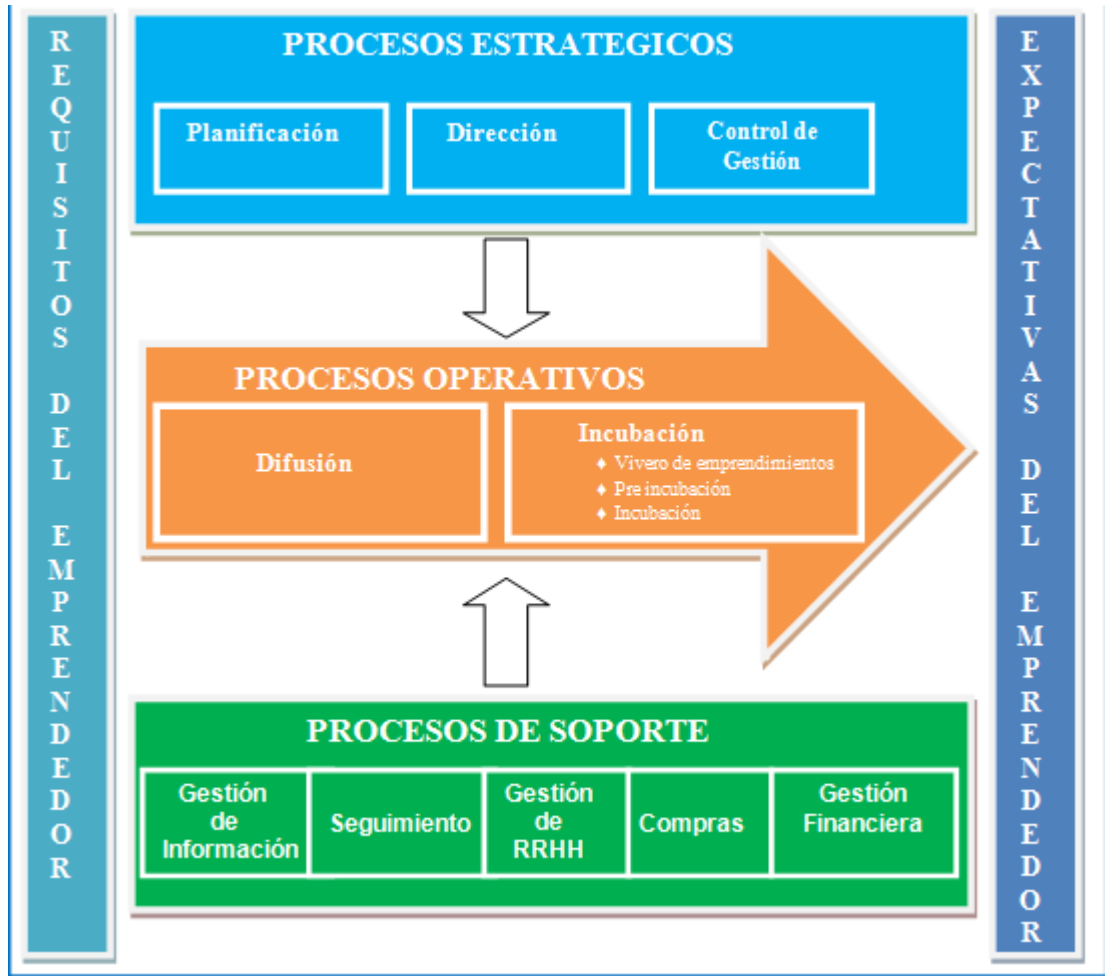 REQUISITOS DEL EMPRENDEDOR
PROCESOS ESTRATEGICOS
Planificación
Dirección
Control de
Gestión
PROCESOS OPERATIVOS
Difusión
Incubación
♦ Vivero de emprendimientos
♦ Pre incubación
♦ Incubación
PROCESOS DE SOPORTE
Gestión
de
Información
Seguimiento
Gestión
de
RRHH
Compras
Gestión
Financiera
EXPECTATIVAS DEL EMPRENDEDOR